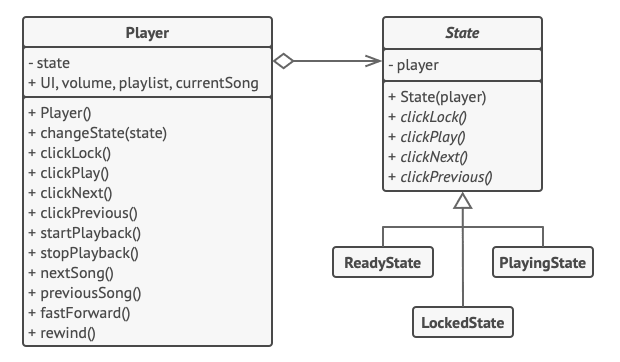 Player
- state
+ UI, volume, playlist, currentSong
+ Player()
+ changeState(state)
+ clickLock()
+ clickPlay()
+ clickNext()
+ clickPrevious()
+ startPlayback()
+ stopPlayback()
+ nextSong()
+ previousSong()
+ fastForward()
+ rewind()
State
- player
+ State(player)
+ clickLock()
+ clickPlay()
+ clickNext()
+ clickPrevious()
ReadyState
PlayingState
LockedState